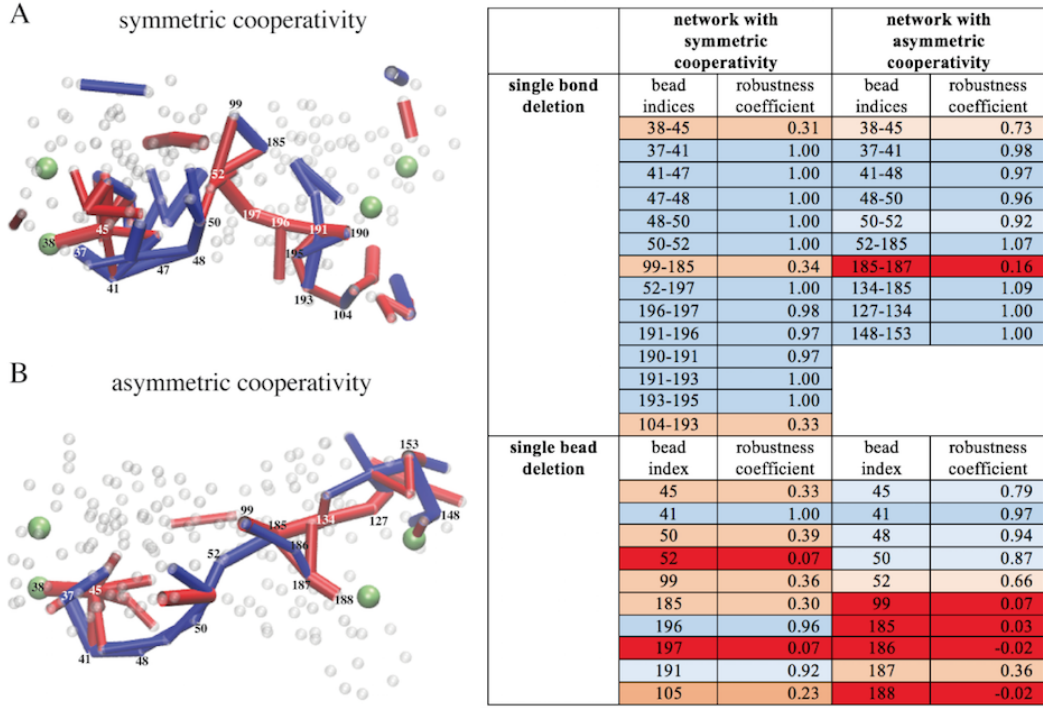 A
symmetric cooperativity
99
185
52
50
197
196
191
190
195
193
104
45
38
37
41
47
48
B
asymmetric cooperativity
153
148
127
134
99
185
186
187
188
52
50
48
41
38
37
45
network with symmetric cooperativity network with asymmetric cooperativity
single bond deletion bead indices robustness coefficient bead indices robustness coefficient
38-45 0.31 38-45 0.73
37-41 1.00 37-41 0.98
41-47 1.00 41-48 0.97
47-48 1.00 48-50 0.96
48-50 1.00 50-52 0.92
50-52 1.00 52-185 1.07
99-185 0.34 185-187 0.16
52-197 1.00 134-185 1.09
196-197 0.98 127-134 1.00
191-196 0.97 148-153 1.00
190-191 0.97
191-193 1.00
193-195 1.00
104-193 0.33
single bead deletion bead index robustness coefficient bead index robustness coefficient
45 0.33 45 0.79
41 1.00 41 0.97
50 0.39 48 0.94
52 0.07 50 0.87
99 0.36 52 0.66
185 0.30 99 0.07
196 0.96 185 0.03
197 0.07 186 -0.02
191 0.92 187 0.36
105 0.23 188 -0.02